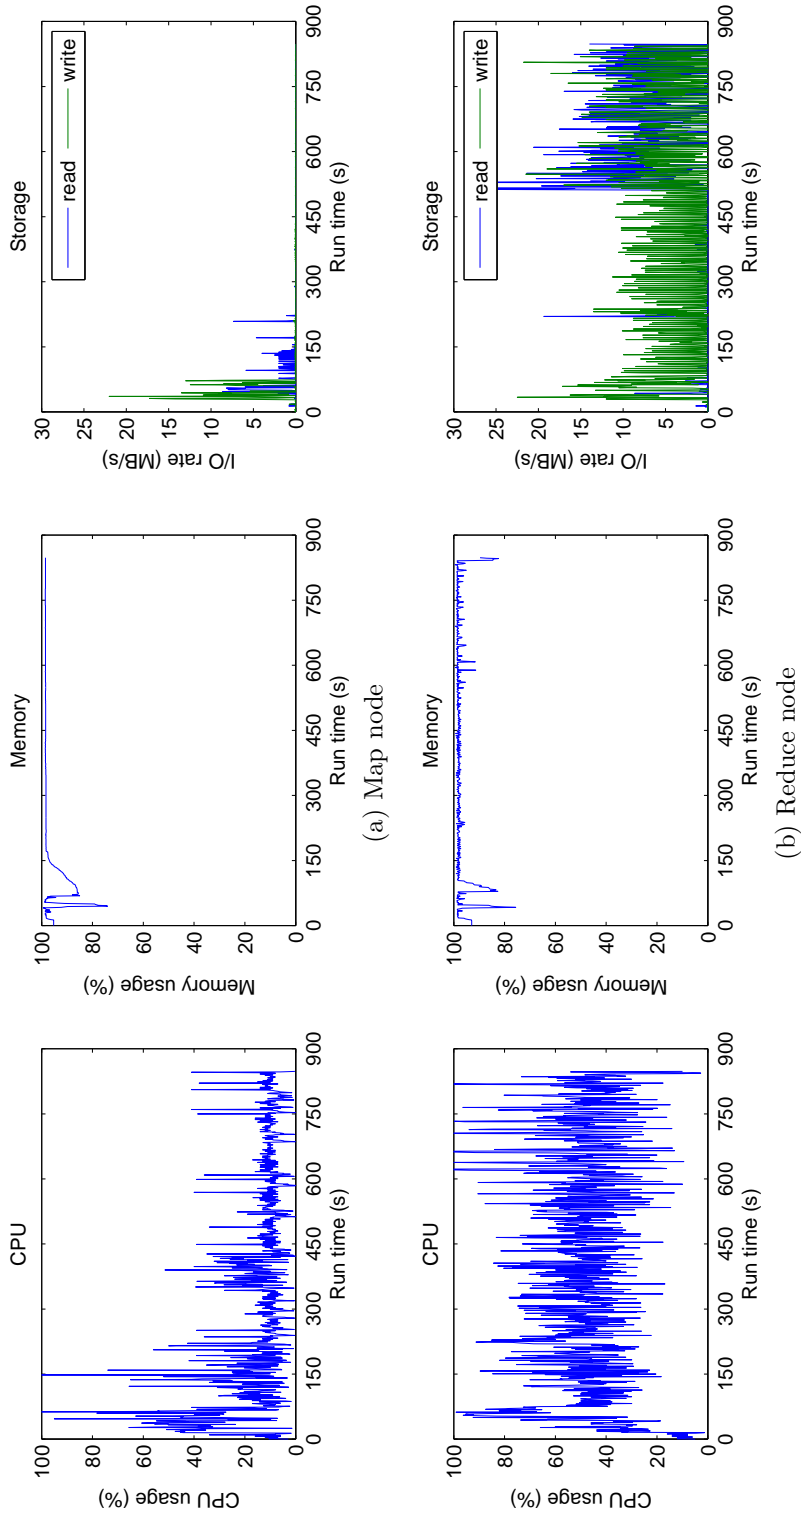 CPU
100
80
60
40
20
0
CPU usage (%)
0 150 300 450 600 750 900
Run time (s)
Memory
100
80
60
40
20
0
Memory usage (%)
0 150 300 450 600 750 900
Run time (s)
Storage
30
25
20
15
10
5
0
I/O rate (MB/s)
0 150 300 450 600 750 900
Run time (s)
read
write
(a) Map node
CPU
100
80
60
40
20
0
CPU usage (%)
0 150 300 450 600 750 900
Run time (s)
Memory
100
80
60
40
20
0
Memory usage (%)
0 150 300 450 600 750 900
Run time (s)
Storage
30
25
20
15
10
5
0
I/O rate (MB/s)
0 150 300 450 600 750 900
Run time (s)
read
write
(b) Reduce node